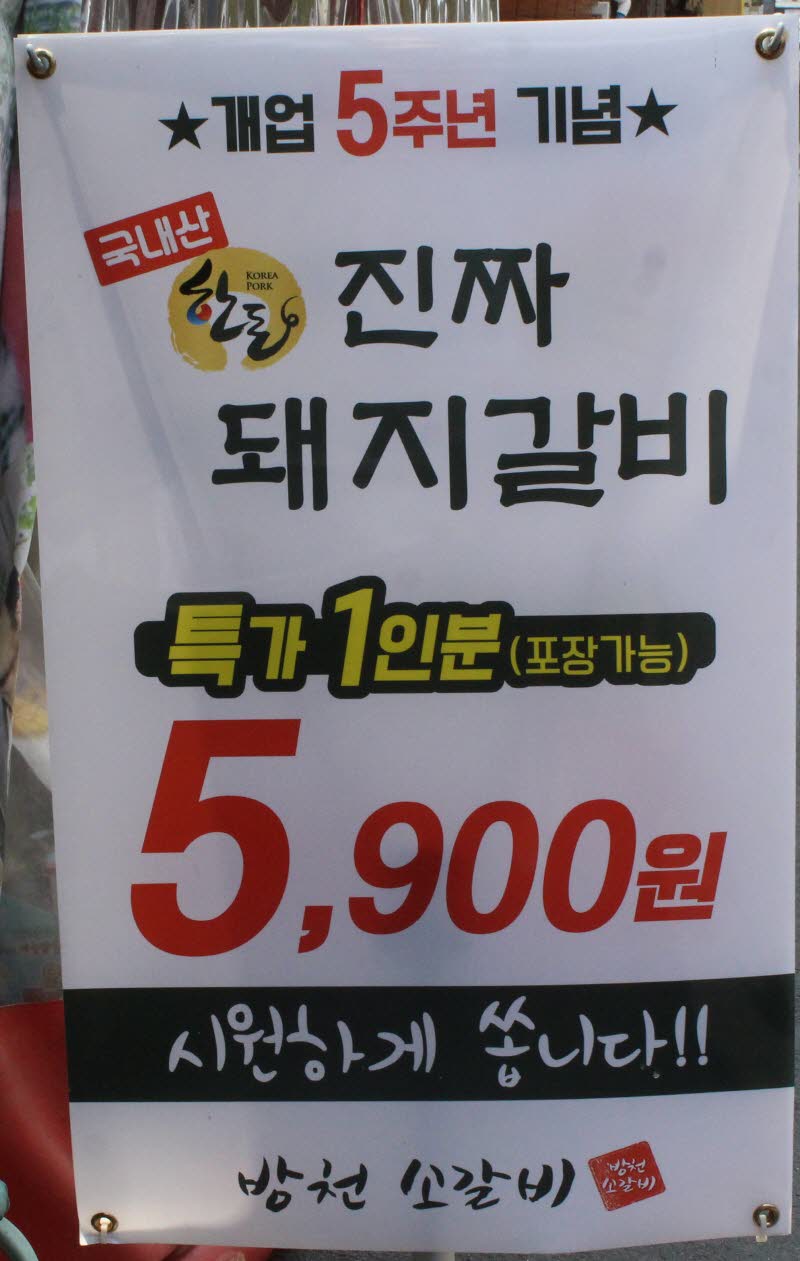 ★개업 5주년 기념★
국내산
한돈
KOREA
PORK
진짜
돼지갈비
특가 1인분(포장가능)
5,900원
시원하게 쏩니다!!
방천 소갈비
방천
소갈비